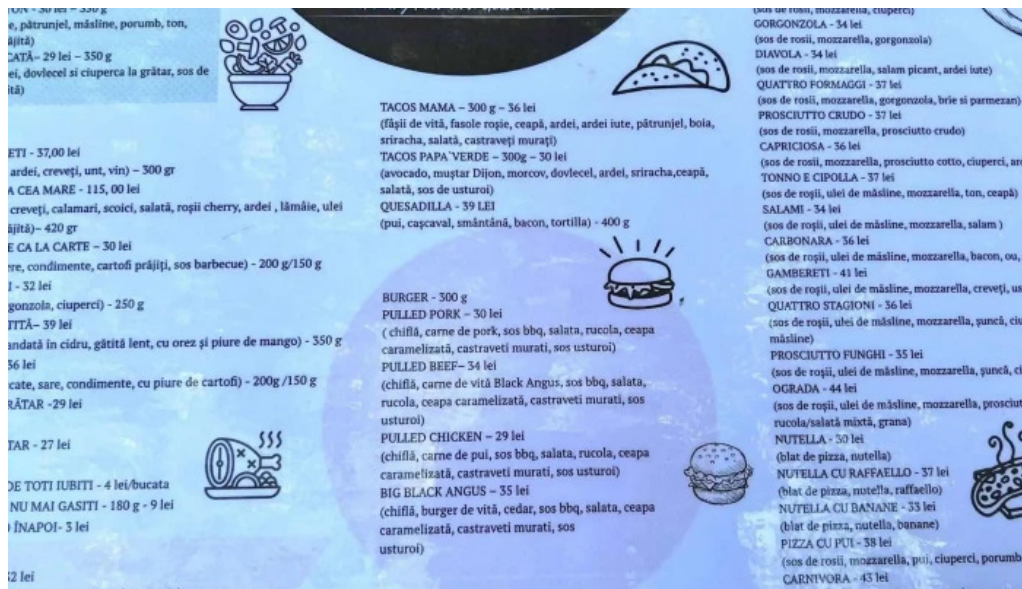 e, pătrunjel, măsline, porumb, ton,
ăjită)
CATĂ– 29 lei – 350 g
ei, dovlecel si ciuperca la grătar, sos de
ită)
ETI - 37,00 lei
ardei, creveți, unt, vin) – 300 gr
A CEA MARE - 115, 00 lei
creveți, calamari, scoici, salată, roșii cherry, ardei , lămâie, ulei
ăjită)– 420 gr
E CA LA CARTE – 30 lei
re, condimente, cartofi prăjiți, sos barbecue) - 200 g/150 g
I - 32 lei
gonzola, ciuperci) - 250 g
TITĂ– 39 lei
andată în cidru, gătită lent, cu orez și piure de mango) - 350 g
36 lei
cate, sare, condimente, cu piure de cartofi) - 200g /150 g
RĂTAR -29 lei
TAR - 27 lei
DE TOTI IUBITI - 4 lei/bucata
NU MAI GASITI - 180 g - 9 lei
ÎNAPOI- 3 lei
2 lei
TACOS MAMA – 300 g – 36 lei
(fâșii de vită, fasole roșie, ceapă, ardei, ardei iute, pătrunjel, boia,
sriracha, salată, castraveți murați)
TACOS PAPA VERDE – 300g – 30 lei
(avocado, muștar Dijon, morcov, dovlecel, ardei, sriracha,ceapă,
salată, sos de usturoi)
QUESADILLA - 39 LEI
(pui, cașcaval, smântână, bacon, tortilla) - 400 g
BURGER - 300 g
PULLED PORK – 30 lei
( chiflă, carne de pork, sos bbq, salata, rucola, ceapa
caramelizată, castraveti murati, sos usturoi)
PULLED BEEF– 34 lei
(chiflă, carne de vită Black Angus, sos bbq, salata,
rucola, ceapa caramelizată, castraveti murati, sos
usturoi)
PULLED CHICKEN – 29 lei
(chiflă, carne de pui, sos bbq, salata, rucola, ceapa
caramelizată, castraveti murati, sos usturoi)
BIG BLACK ANGUS – 35 lei
(chiflă, burger de vită, cedar, sos bbq, salata, ceapa
caramelizată, castraveti murati, sos
usturoi)
(sos de rosii, mozzarella, ciuperci)
GORGONZOLA - 34 lei
(sos de rosii, mozzarella, gorgonzola)
DIAVOLA - 34 lei
(sos de rosii, mozzarella, salam picant, ardei iute)
QUATTRO FORMAGGI - 37 lei
(sos de rosii, mozzarella, gorgonzola, brie si parmezan)
PROSCIUTTO CRUDO - 37 lei
(sos de rosii, mozzarella, prosciutto crudo)
CAPRICIOSA - 36 lei
(sos de rosii, mozzarella, prosciutto cotto, ciuperci,
TONNO E CIPOLLA - 37 lei
(sos de roșii, ulei de măsline, mozzarella, ton, ceapă)
SALAMI - 34 lei
(sos de roșii, ulei de măsline, mozzarella, salam )
CARBONARA - 36 lei
(sos de roșii, ulei de măsline, mozzarella, bacon, ou,
GAMBERETI - 41 lei
(sos de roșii, ulei de măsline, mozzarella, creveți, us
QUATTRO STAGIONI - 36 lei
(sos de roșii, ulei de măsline, mozzarella, șuncă, ciu
măsline)
PROSCIUTTO FUNGHI - 35 lei
(sos de roșii, ulei de măsline, mozzarella, șuncă, ci
OGRADA - 44 lei
(sos de roșii, ulei de măsline, mozzarella, prosciut
rucola/salată mixtă, grana)
NUTELLA - 30 lei
(blat de pizza, nutella)
NUTELLA CU RAFFAELLO - 37 lei
(blat de pizza, nutella, raffaello)
NUTELLA CU BANANE - 33 lei
(blat de pizza, nutella, banane)
PIZZA CU PUI - 38 lei
(sos de rosii, mozzarella, pui, ciuperci, porumb
CARNIVORA - 43 lei